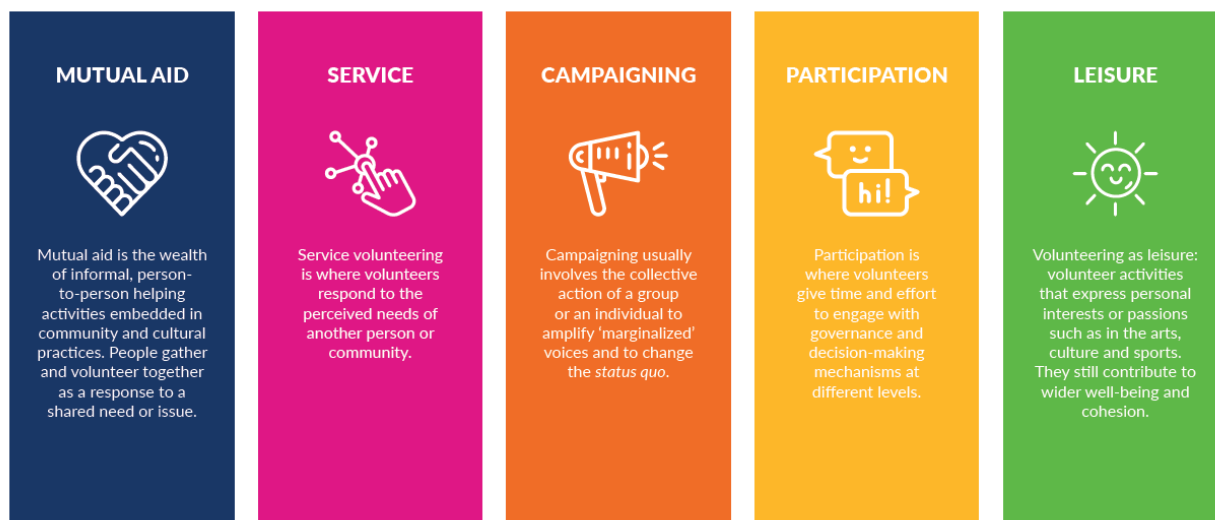 MUTUAL AID
Mutual aid is the wealth
of informal, person-
to-person helping
activities embedded in
community and cultural
practices. People gather
and volunteer together
as a response to a
shared need or issue.
SERVICE
Service volunteering
is where volunteers
respond to the
perceived needs of
another person or
community.
CAMPAIGNING
Campaigning usually
involves the collective
action of a group
or an individual to
amplify ‘marginalized’
voices and to change
the status quo.
PARTICIPATION
hi!
Participation is
where volunteers
give time and effort
to engage with
governance and
decision-making
mechanisms at
different levels.
LEISURE
Volunteering as leisure:
volunteer activities
that express personal
interests or passions
such as in the arts,
culture and sports.
They still contribute to
wider well-being and
cohesion.